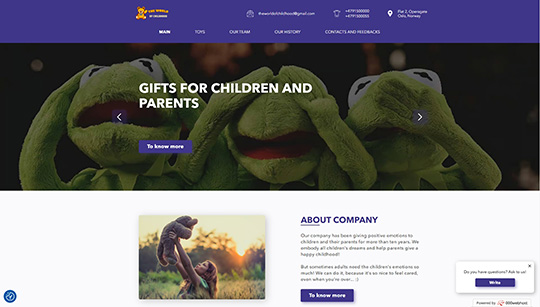 THE WORLD
OF CHILDHOOD
theworldofchildhood@gmail.com
+4791500000
+4791500055
Plat 2, Operagata
Oslo, Norway
MAIN
TOYS
OUR TEAM
OUR HISTORY
CONTACTS AND FEEDBACKS
GIFTS FOR CHILDREN AND
PARENTS
To know more
ABOUT COMPANY
Our company has been giving positive emotions to
children and their parents for more than ten years. We
embody all children's dreams and help parents give a
happy childhood!
But sometimes adults need the children's emotions so
much! We can do it, because it's so nice to feel cared,
even when you're over... :)
To know more
Do you have questions? Ask to us!
Write
Powered by